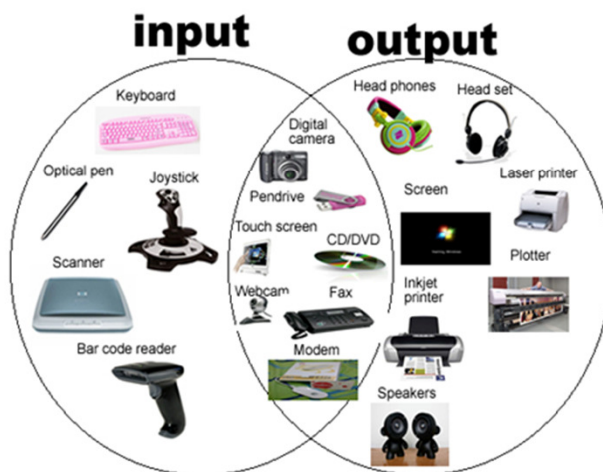 input
output
Keyboard
Optical pen
Joystick
Scanner
Bar code reader
Digital
camera
Pendrive
Touch screen
CD/DVD
Webcam
Fax
Modem
Head phones
Head set
Laser printer
Screen
Plotter
Inkjet
printer
Speakers